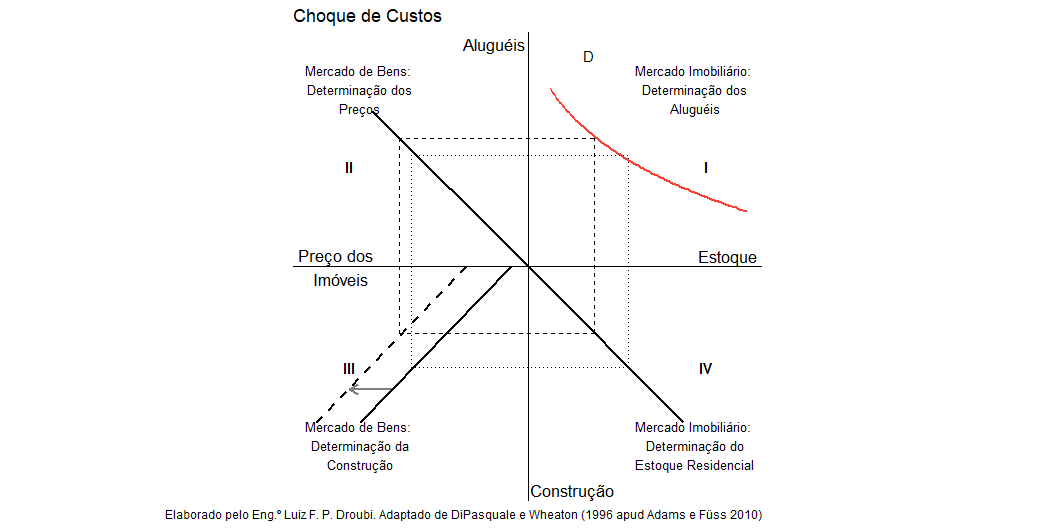 Choque de Custos
Aluguéis
D
Mercado de Bens:
Determinação dos
Preços
Mercado Imobiliário:
Determinação dos
Aluguéis
II
I
Preço dos
Imóveis
Estoque
III
IV
Mercado de Bens:
Determinação da
Construção
Mercado Imobiliário:
Determinação do
Estoque Residencial
Construção
Elaborado pelo Eng.º Luiz F. P. Droubi. Adaptado de DiPasquale e Wheaton (1996 apud Adams e Füss 2010)